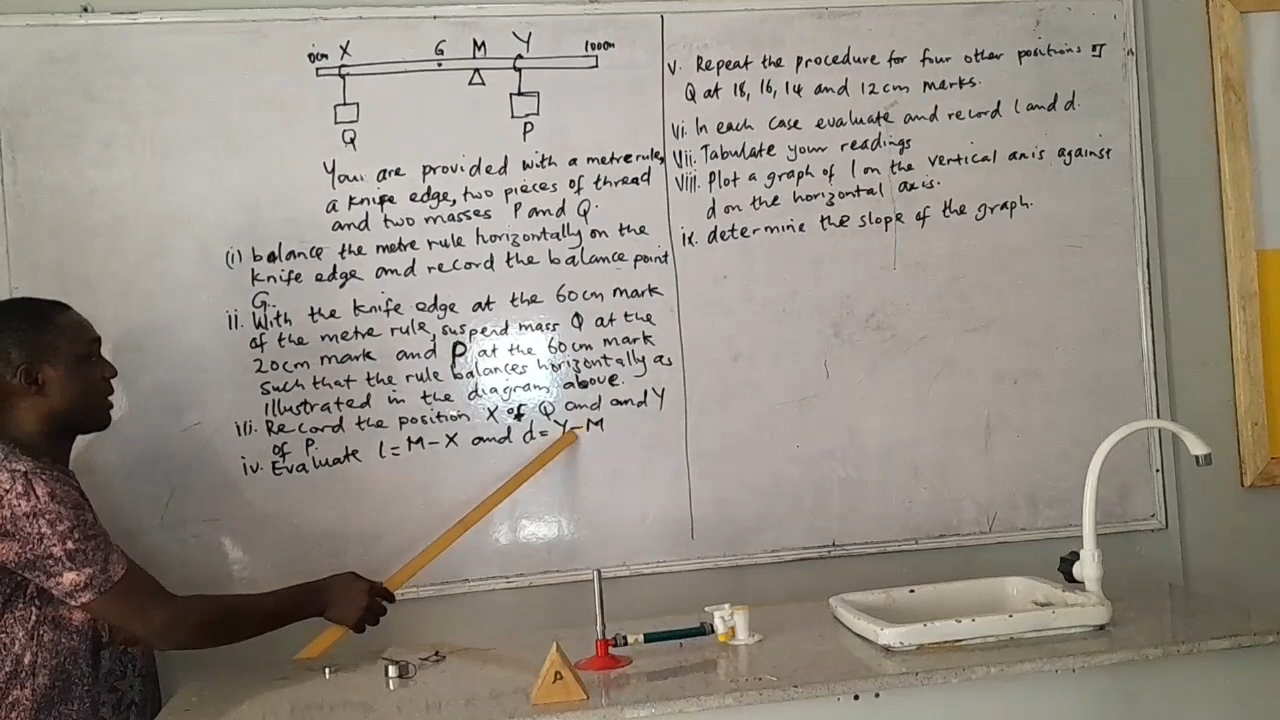 0cm X G M Y 100cm
Q P
You are provided with a metre rule,
a knife edge, two pieces of thread
and two masses P and Q.
(i) balance the metre rule horizontally on the
knife edge and record the balance point
G.
ii. With the knife edge at the 60cm mark
of the metre rule, suspend mass Q at the
20cm mark and P at the 60cm mark
such that the rule balances horizontally as
illustrated in the diagram above.
iii. Record the position X of Q and and Y
of P.
iv. Evaluate l = M - X and d = Y - M
v. Repeat the procedure for four other positions of
Q at 18, 16, 14 and 12cm marks.
vi. In each case evaluate and record l and d.
vii. Tabulate your readings
viii. Plot a graph of l on the vertical axis against
d on the horizontal axis.
ix. determine the slope of the graph.